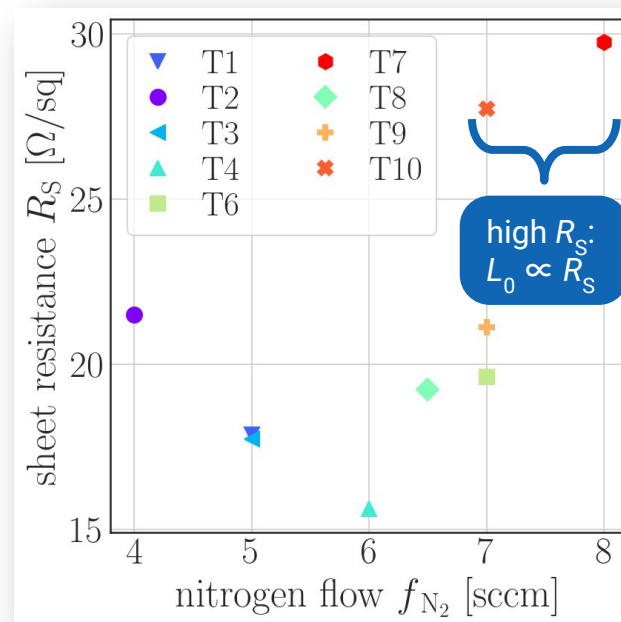 30
25
20
15
sheet resistance R_S [Ω/sq]
T1
T2
T3
T4
T6
T7
T8
T9
T10
high R_S:
L_0 ∝ R_S
4 5 6 7 8
nitrogen flow f_N₂ [sccm]